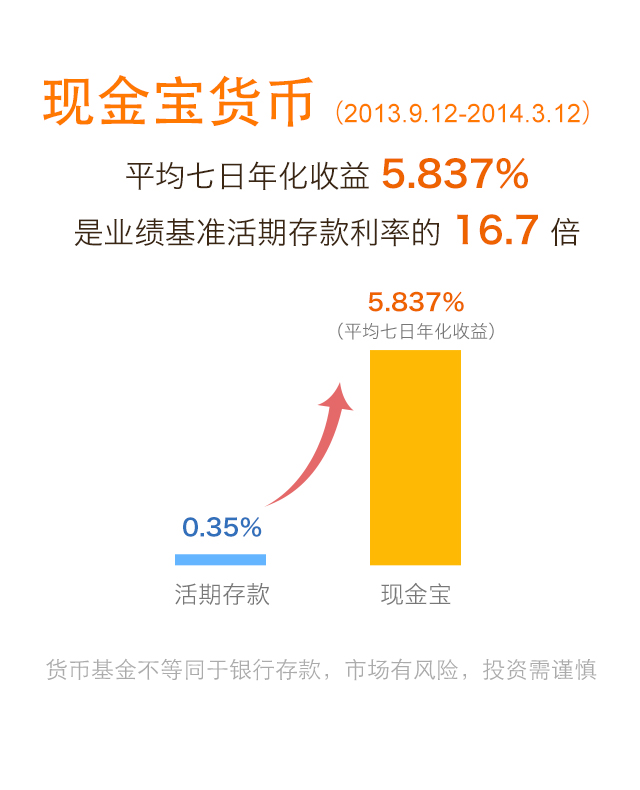 现金宝货币（2013.9.12-2014.3.12）
平均七日年化收益 5.837%
是业绩基准活期存款利率的 16.7 倍
5.837%
（平均七日年化收益）
0.35%
活期存款
现金宝
货币基金不等同于银行存款，市场有风险，投资需谨慎